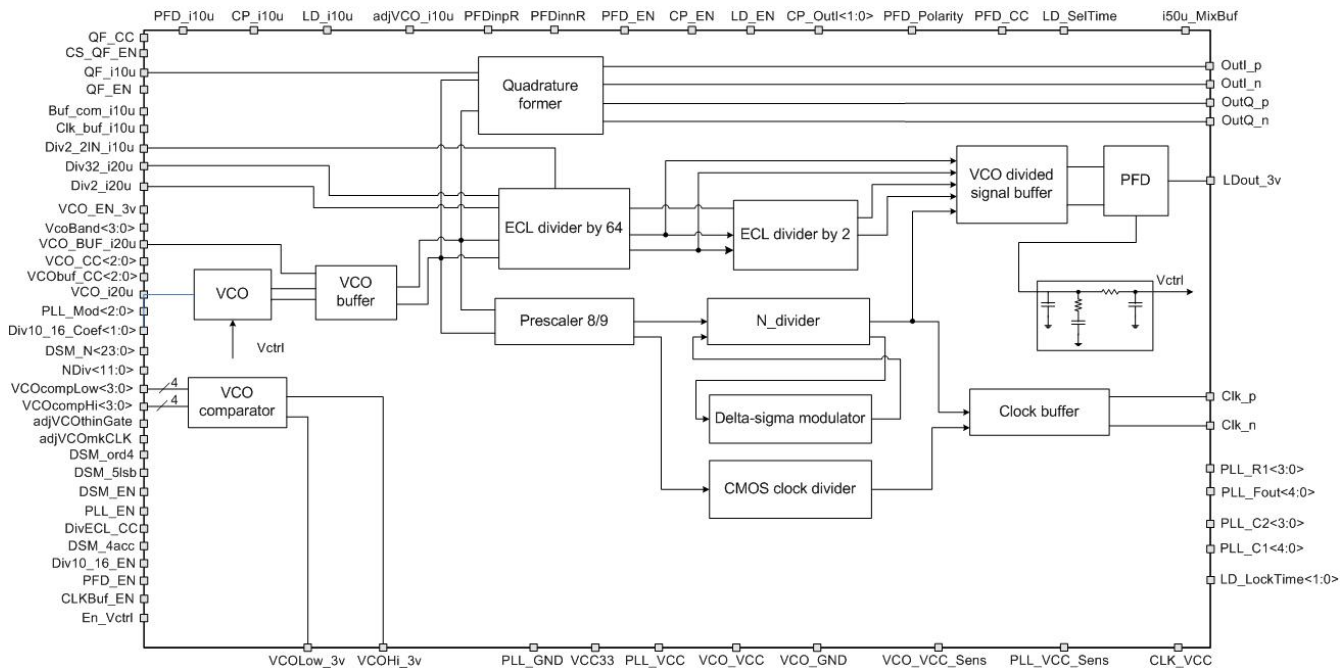 PFD_i10u
CP_i10u
LD_i10u
adjVCO_i10u
PFDinpR
PFDinnR
PFD_EN
CP_EN
LD_EN
CP_OutI<1:0>
PFD_Polarity
PFD_CC
LD_SelTime
i50u_MixBuf
QF_CC
CS_QF_EN
QF_i10u
QF_EN
Buf_com_i10u
Clk_buf_i10u
Div2_2IN_i10u
Div32_i20u
Div2_i20u
VCO_EN_3v
VcoBand<3:0>
VCO_BUF_i20u
VCO_CC<2:0>
VCObuf_CC<2:0>
VCO_i20u
PLL_Mod<2:0>
Div10_16_Coef<1:0>
DSM_N<23:0>
NDiv<11:0>
VCOcompLow<3:0>
VCOcompHi<3:0>
adjVCOthinGate
adjVCOmkCLK
DSM_ord4
DSM_5lsb
DSM_EN
PLL_EN
DivECL_CC
DSM_4acc
Div10_16_EN
PFD_EN
CLKBuf_EN
En_Vctrl
Quadrature
former
ECL divider by 64
ECL divider by 2
VCO divided
signal buffer
PFD
Vctrl
VCO
VCO
buffer
Vctrl
Prescaler 8/9
N_divider
4
4
VCO
comparator
Delta-sigma modulator
Clock buffer
CMOS clock divider
OutI_p
OutI_n
OutQ_p
OutQ_n
LDout_3v
Clk_p
Clk_n
PLL_R1<3:0>
PLL_Fout<4:0>
PLL_C2<3:0>
PLL_C1<4:0>
LD_LockTime<1:0>
VCOLow_3v
VCOHi_3v
PLL_GND
VCC33
PLL_VCC
VCO_VCC
VCO_GND
VCO_VCC_Sens
PLL_VCC_Sens
CLK_VCC